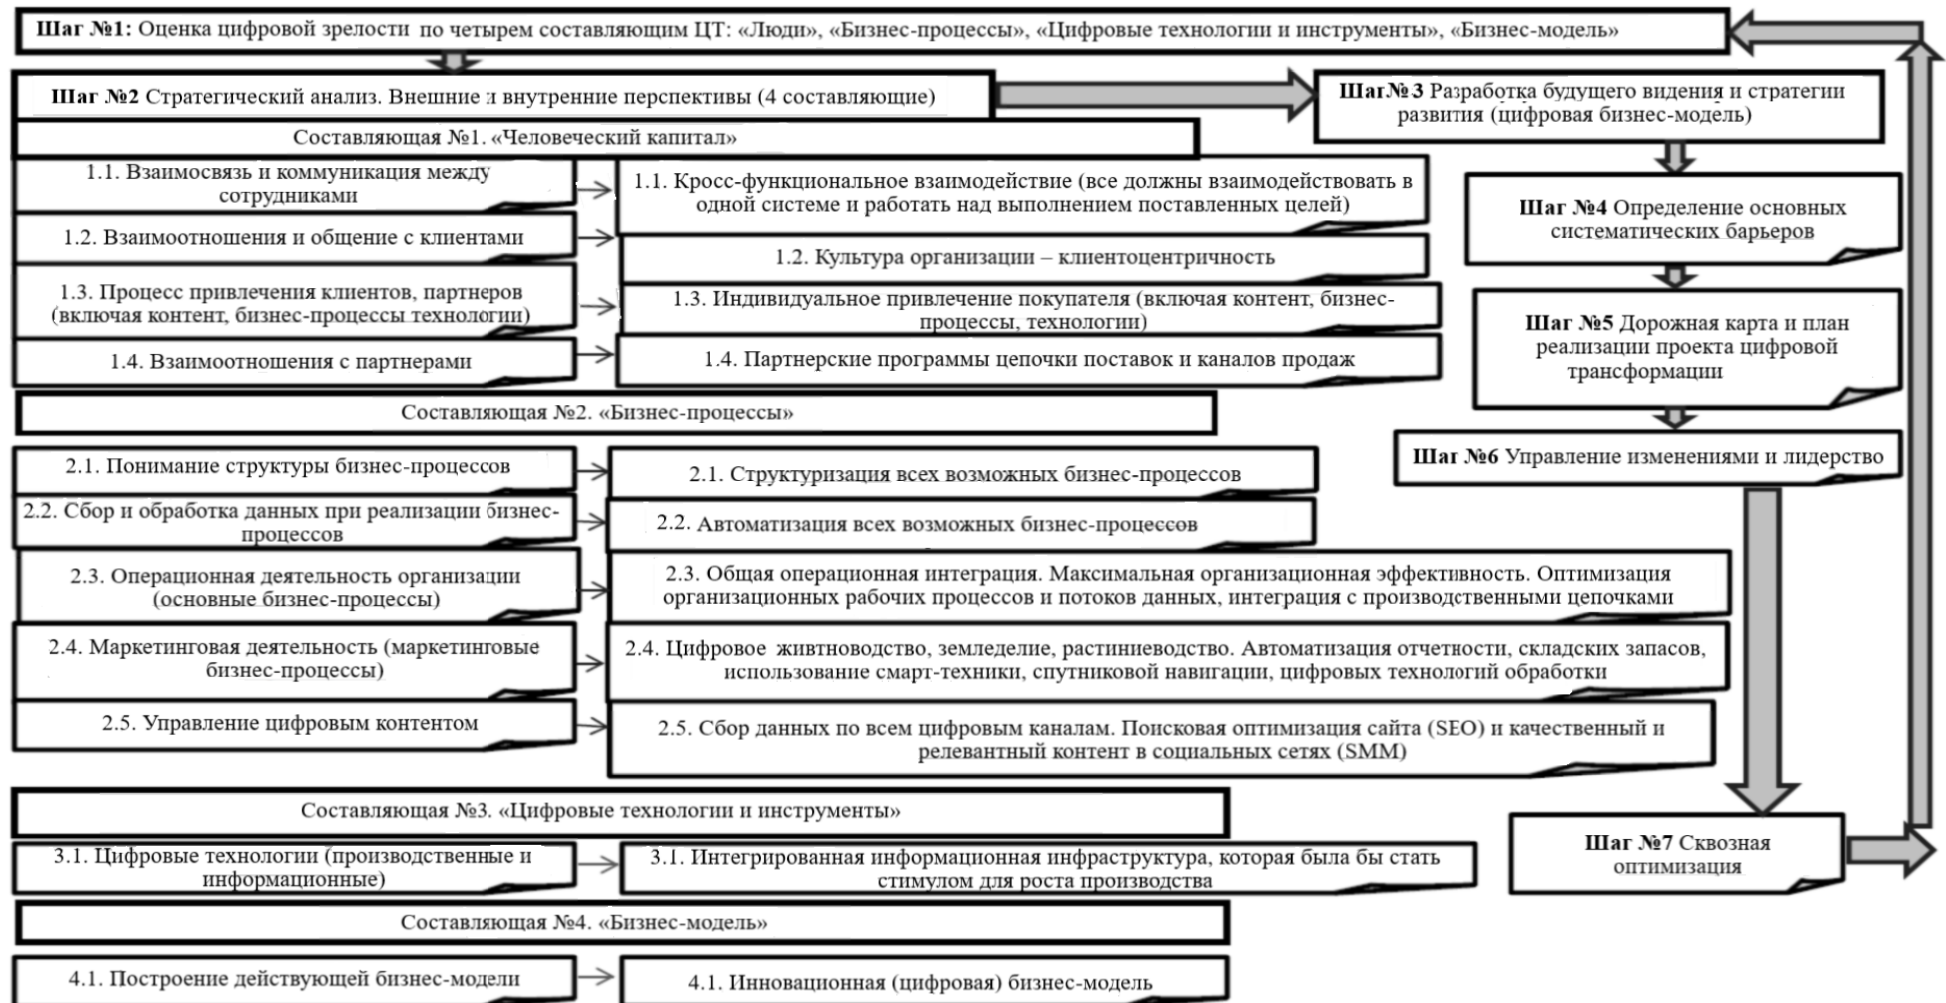 Шаг №1: Оценка цифровой зрелости по четырем составляющим ЦТ: «Люди», «Бизнес-процессы», «Цифровые технологии и инструменты», «Бизнес-модель»
Шаг №2 Стратегический анализ. Внешние и внутренние перспективы (4 составляющие)
Составляющая №1. «Человеческий капитал»
1.1. Взаимосвязь и коммуникация между
сотрудниками
1.1. Кросс-функциональное взаимодействие (все должны взаимодействовать в
одной системе и работать над выполнением поставленных целей)
1.2. Взаимоотношения и общение с клиентами
1.2. Культура организации – клиентоцентричность
1.3. Процесс привлечения клиентов, партнеров
(включая контент, бизнес-процессы технологии)
1.3. Индивидуальное привлечение покупателя (включая контент, бизнес-
процессы, технологии)
1.4. Взаимоотношения с партнерами
1.4. Партнерские программы цепочки поставок и каналов продаж
Составляющая №2. «Бизнес-процессы»
2.1. Понимание структуры бизнес-процессов
2.1. Структуризация всех возможных бизнес-процессов
2.2. Сбор и обработка данных при реализации бизнес-
процессов
2.2. Автоматизация всех возможных бизнес-процессов
2.3. Операционная деятельность организации
(основные бизнес-процессы)
2.3. Общая операционная интеграция. Максимальная организационная эффективность. Оптимизация
организационных рабочих процессов и потоков данных, интеграция с производственными цепочками
2.4. Маркетинговая деятельность (маркетинговые
бизнес-процессы)
2.4. Цифровое живтноводство, земледелие, растиниеводство. Автоматизация отчетности, складских запасов,
использование смарт-техники, спутниковой навигации, цифровых технологий обработки
2.5. Управление цифровым контентом
2.5. Сбор данных по всем цифровым каналам. Поисковая оптимизация сайта (SEO) и качественный и
релевантный контент в социальных сетях (SMM)
Составляющая №3. «Цифровые технологии и инструменты»
3.1. Цифровые технологии (производственные и
информационные)
3.1. Интегрированная информационная инфраструктура, которая была бы стать
стимулом для роста производства
Составляющая №4. «Бизнес-модель»
4.1. Построение действующей бизнес-модели
4.1. Инновационная (цифровая) бизнес-модель
Шаг№3 Разработка будущего видения и стратегии
развития (цифровая бизнес-модель)
Шаг №4 Определение основных
систематических барьеров
Шаг №5 Дорожная карта и план
реализации проекта цифровой
трансформации
Шаг №6 Управление изменениями и лидерство
Шаг №7 Сквозная
оптимизация